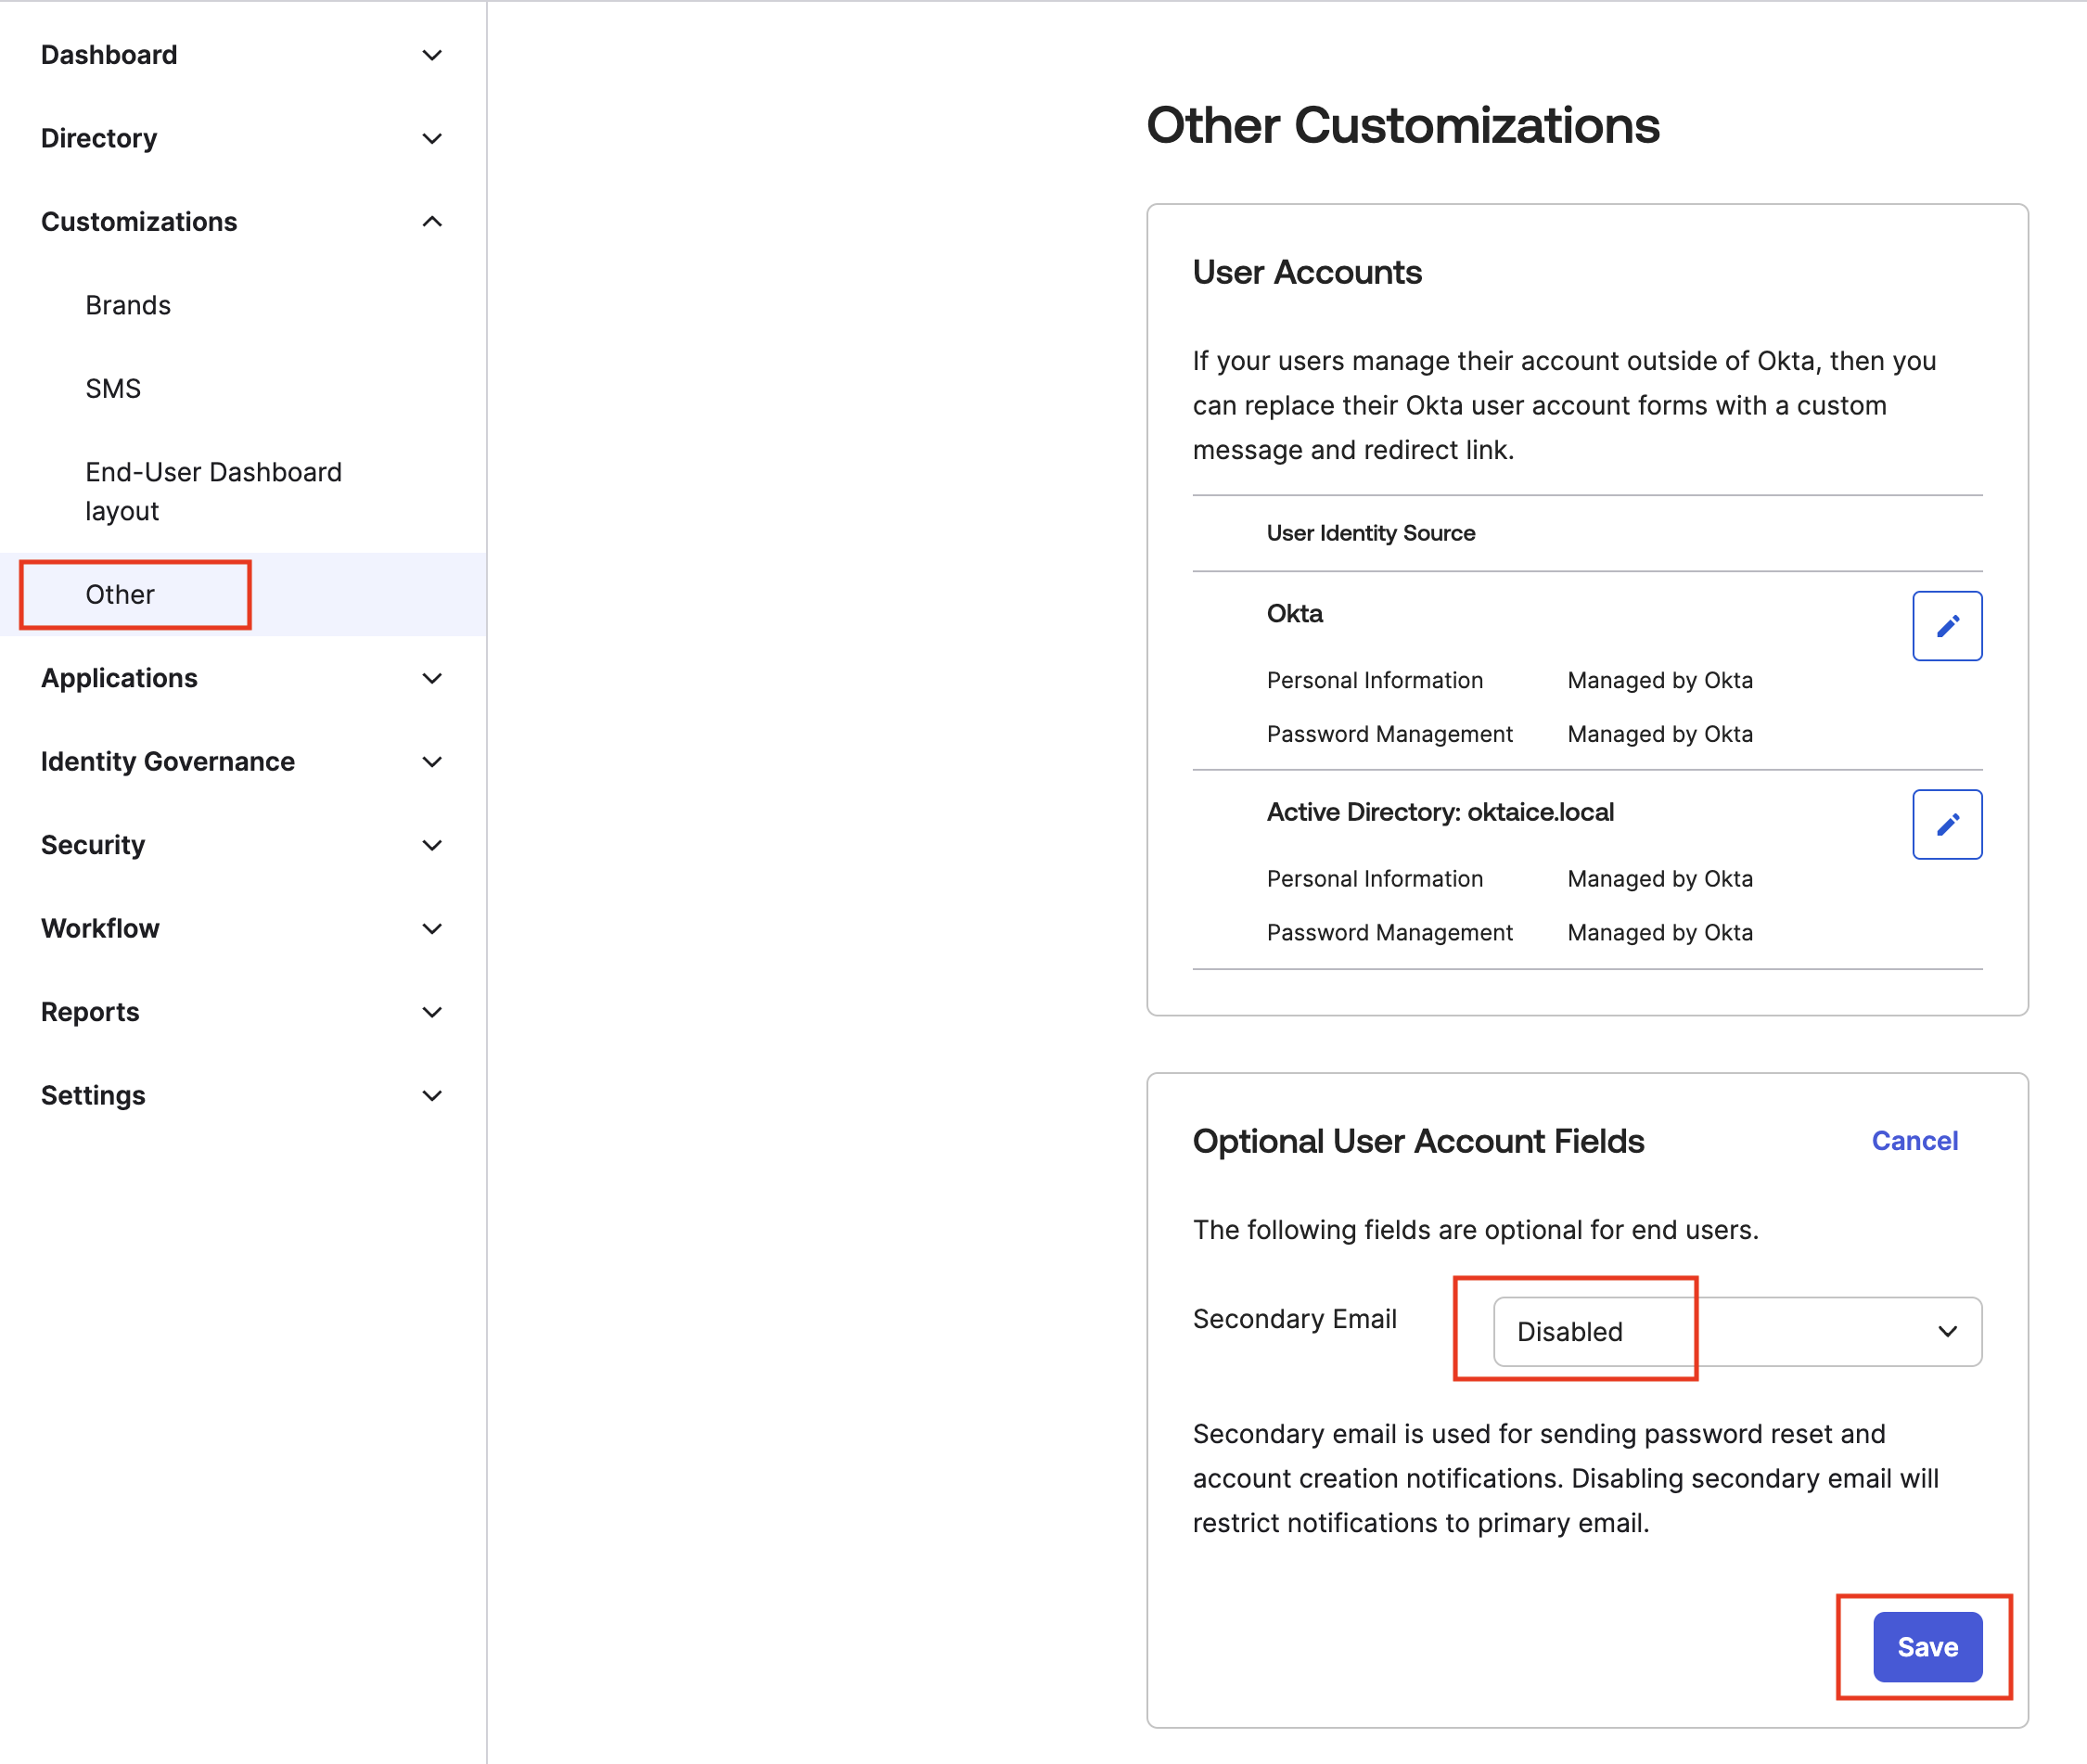 Dashboard
Directory
Customizations
Brands
SMS
End-User Dashboard
layout
Other
Applications
Identity Governance
Security
Workflow
Reports
Settings
Other Customizations
User Accounts
If your users manage their account outside of Okta, then you
can replace their Okta user account forms with a custom
message and redirect link.
User Identity Source
Okta
Personal Information Managed by Okta
Password Management Managed by Okta
Active Directory: oktaice.local
Personal Information Managed by Okta
Password Management Managed by Okta
Optional User Account Fields Cancel
The following fields are optional for end users.
Secondary Email Disabled
Secondary email is used for sending password reset and
account creation notifications. Disabling secondary email will
restrict notifications to primary email.
Save